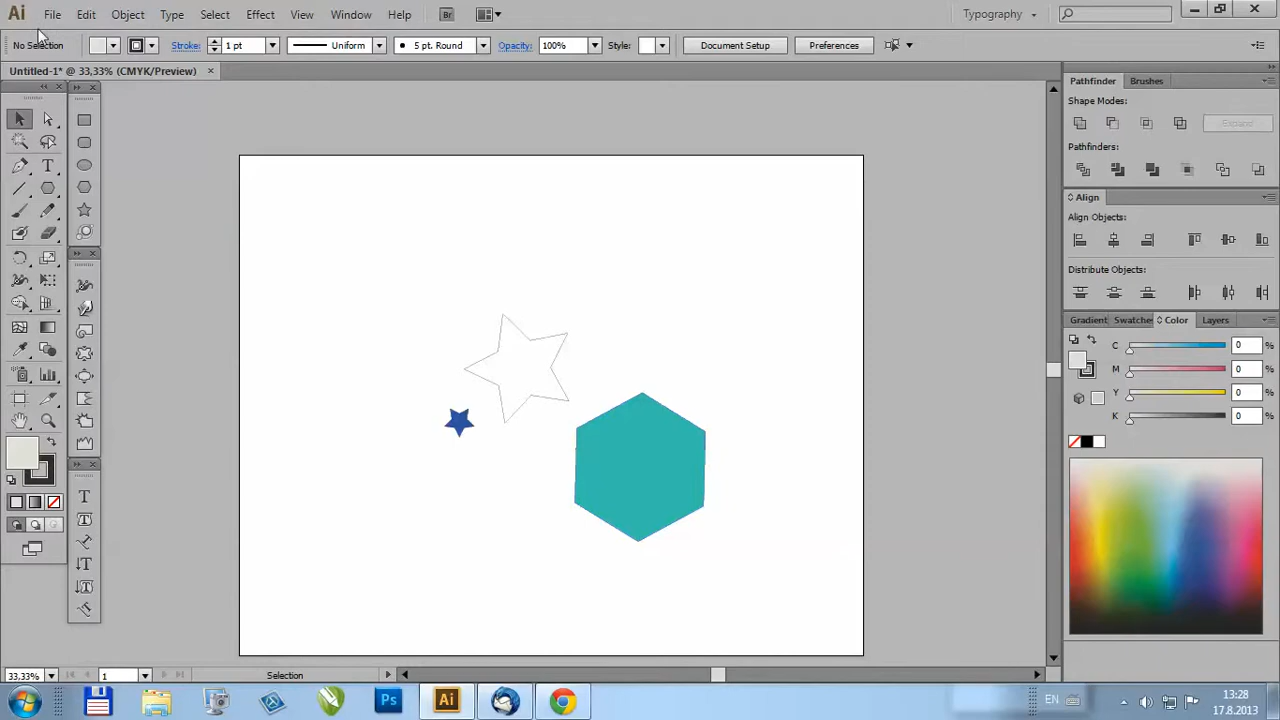 Ai File Edit Object Type Select Effect View Window Help Br Typography
No Selection Stroke: 1 pt Uniform 5 pt. Round Opacity: 100% Style: Document Setup Preferences
Untitled-1* @ 33,33% (CMYK/Preview)
Pathfinder Brushes
Shape Modes:
Expand
Pathfinders:
Align
Align Objects:
Distribute Objects:
Gradient Swatche Color Layers
C 0 %
M 0 %
Y 0 %
K 0 %
33,33% 1 Selection
Ps Ai EN 13:28
17.8.2013